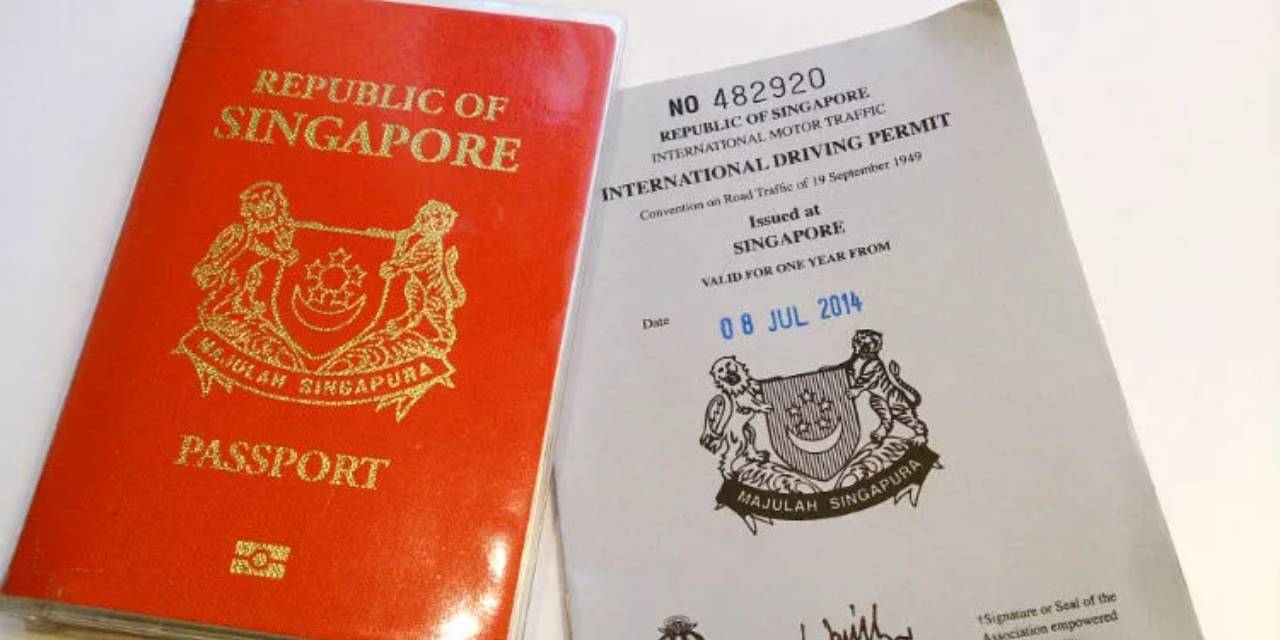 REPUBLIC OF
SINGAPORE
MAJULAH SINGAPURA
PASSPORT
NO 482920
REPUBLIC OF SINGAPORE
INTERNATIONAL MOTOR TRAFFIC
INTERNATIONAL DRIVING PERMIT
Convention on Road Traffic of 19 September 1949
Issued at
SINGAPORE
VALID FOR ONE YEAR FROM
Date 08 JUL 2014
MAJULAH SINGAPURA
†Signature or Seal of the
Association empowered